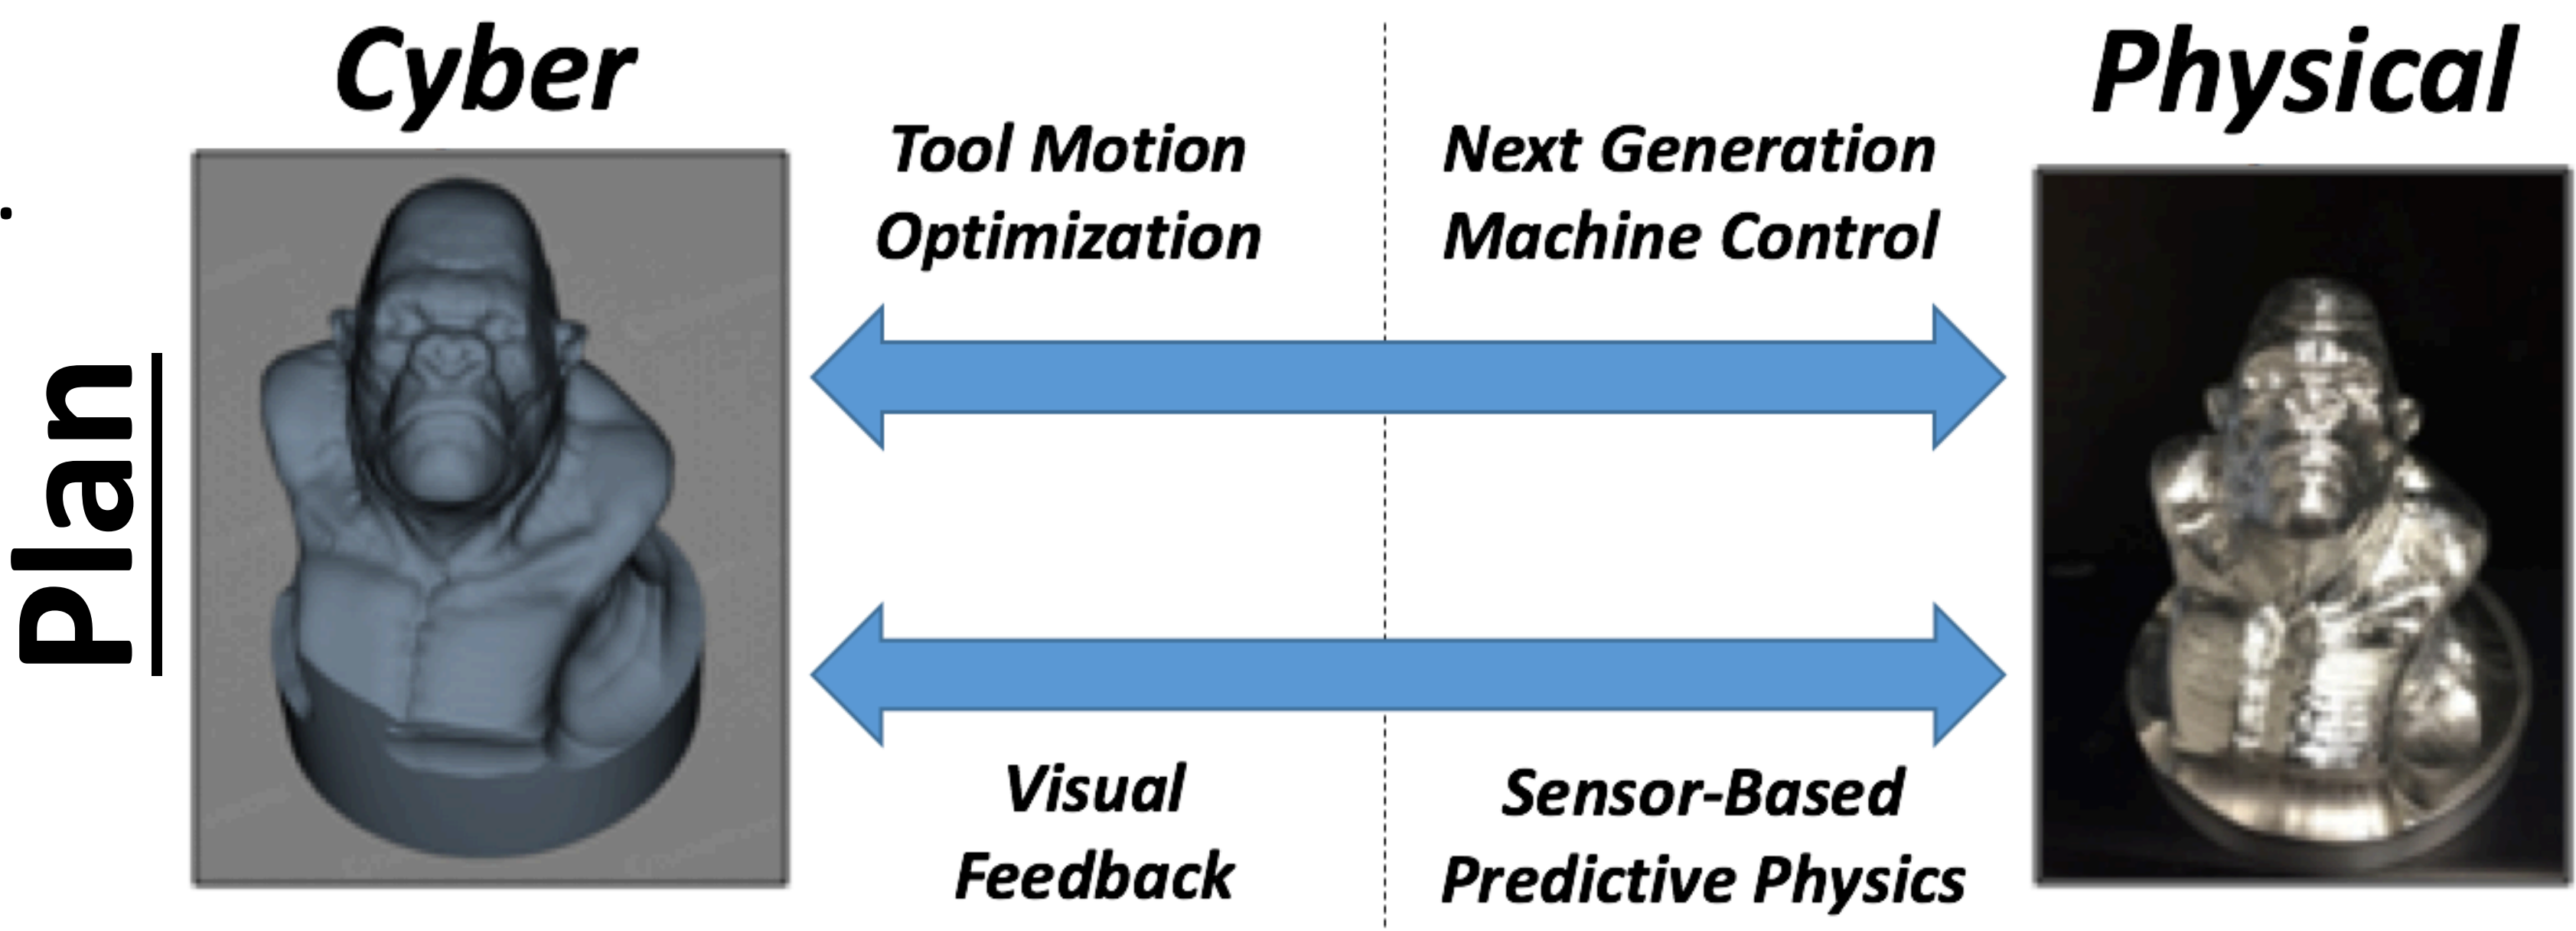 Cyber
Physical
Tool Motion
Optimization
Next Generation
Machine Control
.
Plan
Visual
Feedback
Sensor-Based
Predictive Physics